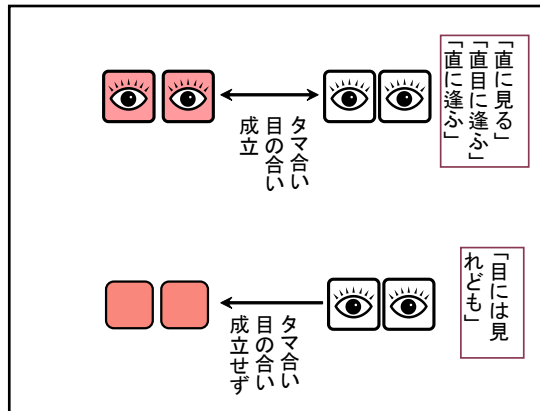 「直に見る」
「直目に逢ふ」
「直に逢ふ」
タマ合い
目の合い
成立
「目には見
れども」
タマ合い
目の合い
成立せず